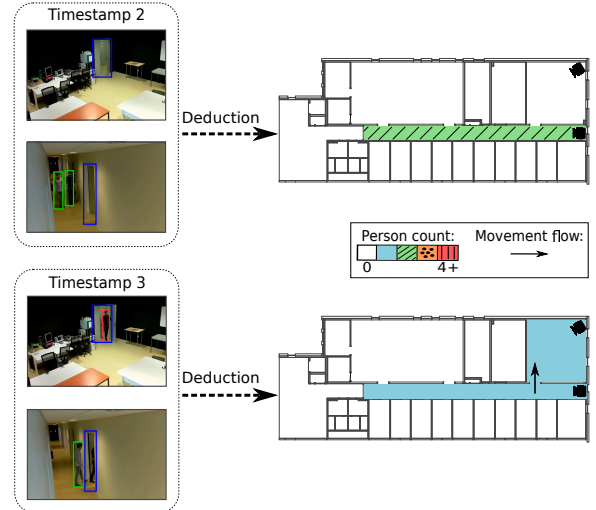 Timestamp 2
Deduction
Person count:
Movement flow:
0
4+
Timestamp 3
Deduction